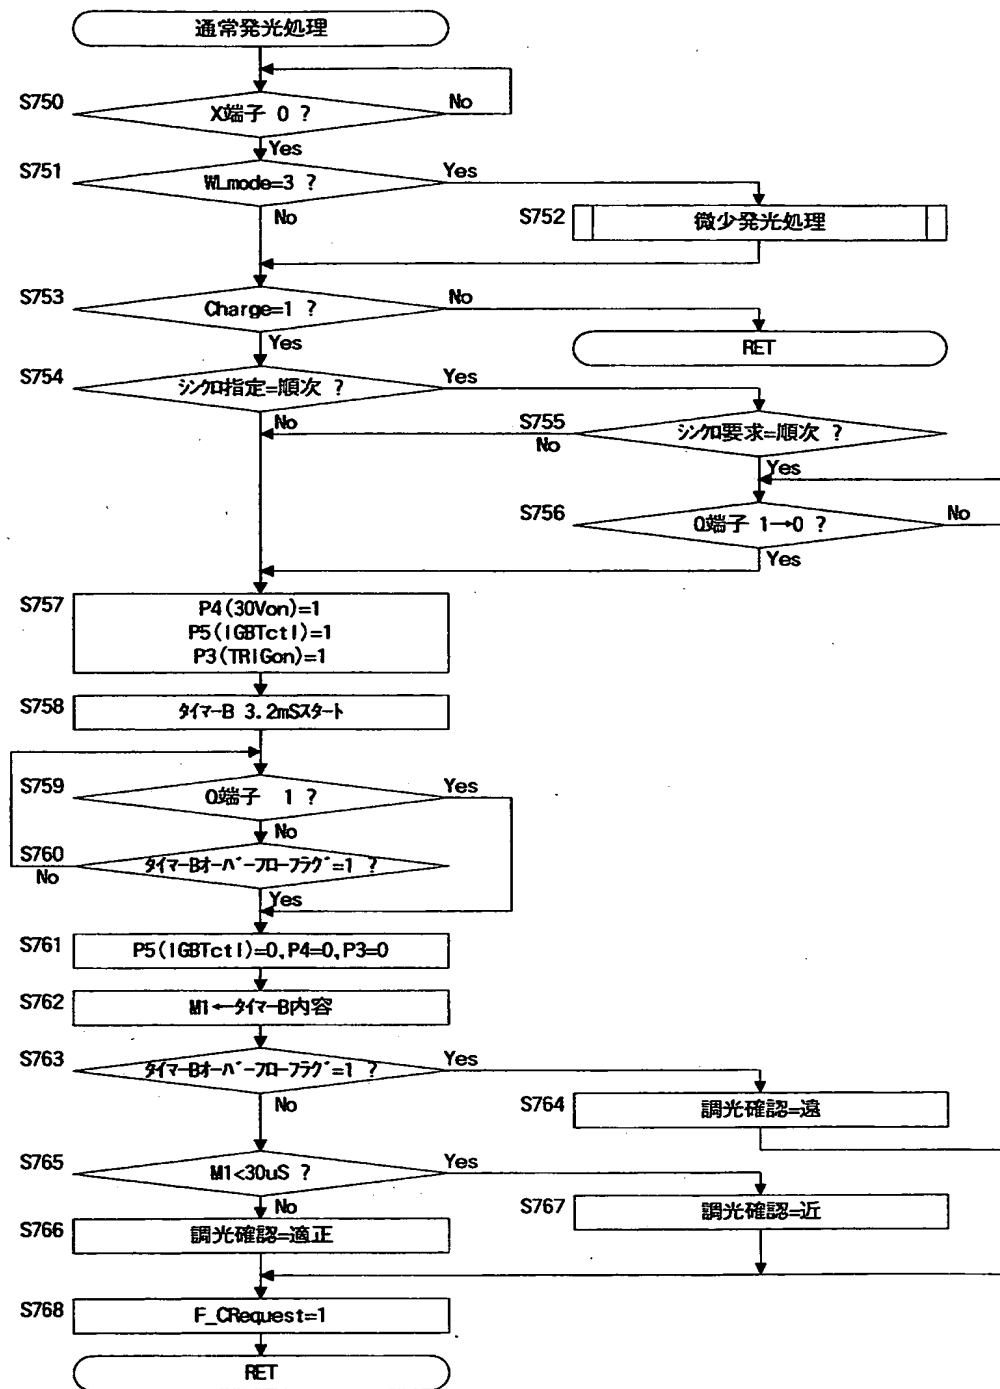 通常発光処理
S750
X端子 0 ?
No
Yes
S751
WLmode=3 ?
Yes
No
S752
微少発光処理
S753
Charge=1 ?
No
Yes
RET
S754
シンクロ指定=順次 ?
Yes
No
S755
シンクロ要求=順次 ?
No
Yes
S756
Q端子 1→0 ?
No
Yes
S757
P4(30Von)=1
P5(IGBTctl)=1
P3(TRIGon)=1
S758
タイマーB 3.2mSスタート
S759
Q端子 1 ?
Yes
No
S760
タイマーBオーバーフローフラグ=1 ?
No
Yes
S761
P5(IGBTctl)=0,P4=0,P3=0
S762
M1←タイマーB内容
S763
タイマーBオーバーフローフラグ=1 ?
Yes
No
S764
調光確認=遠
S765
M1<30uS ?
Yes
No
S766
調光確認=適正
S767
調光確認=近
S768
F_CRequest=1
RET